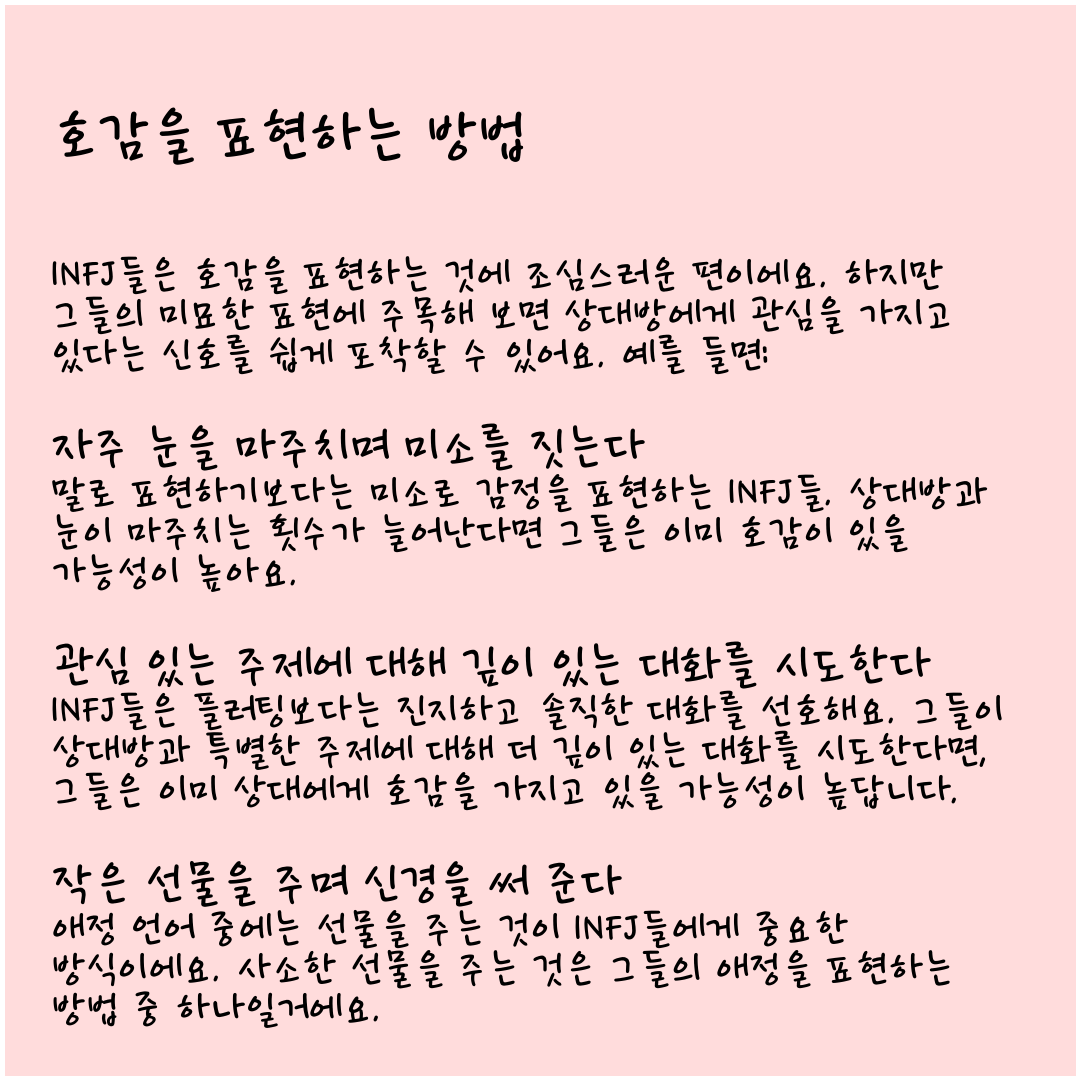 호감을 표현하는 방법
INFJ들은 호감을 표현하는 것에 조심스러운 편이에요. 하지만
그들의 미묘한 표현에 주목해 보면 상대방에게 관심을 가지고
있다는 신호를 쉽게 포착할 수 있어요. 예를 들면:
자주 눈을 마주치며 미소를 짓는다
말로 표현하기보다는 미소로 감정을 표현하는 INFJ들. 상대방과
눈이 마주치는 횟수가 늘어난다면 그들은 이미 호감이 있을
가능성이 높아요.
관심 있는 주제에 대해 깊이 있는 대화를 시도한다
INFJ들은 플러팅보다는 진지하고 솔직한 대화를 선호해요. 그들이
상대방과 특별한 주제에 대해 더 깊이 있는 대화를 시도한다면,
그들은 이미 상대에게 호감을 가지고 있을 가능성이 높답니다.
작은 선물을 주며 신경을 써 준다
애정 언어 중에는 선물을 주는 것이 INFJ들에게 중요한
방식이에요. 사소한 선물을 주는 것은 그들의 애정을 표현하는
방법 중 하나일거에요.